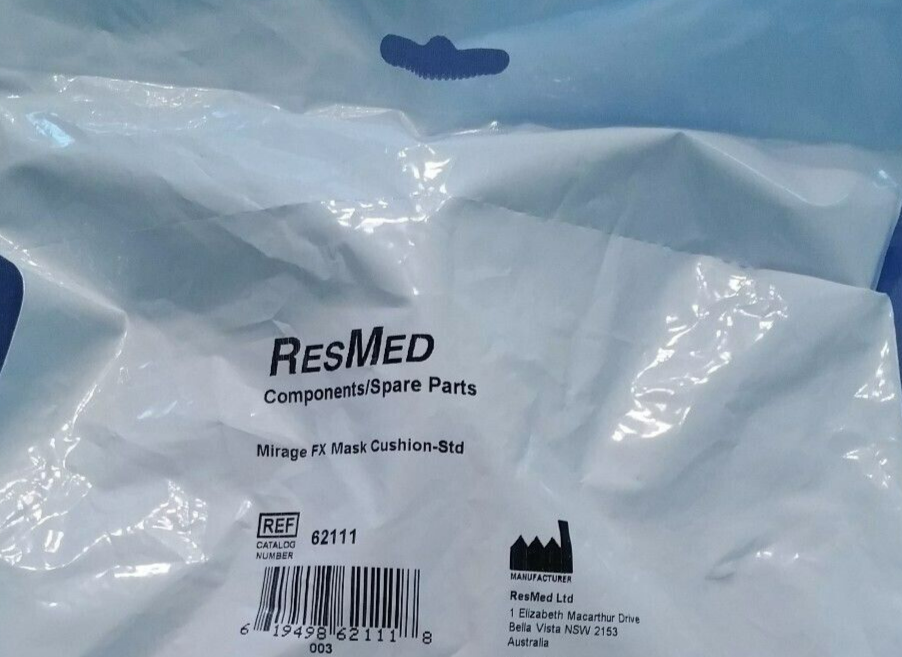 RESMED
Components/Spare Parts
Mirage FX Mask Cushion-Std
REF 62111
CATALOG
NUMBER
6 19498 62111 8
003
MANUFACTURER
ResMed Ltd
1 Elizabeth Macarthur Drive
Bella Vista NSW 2153
Australia